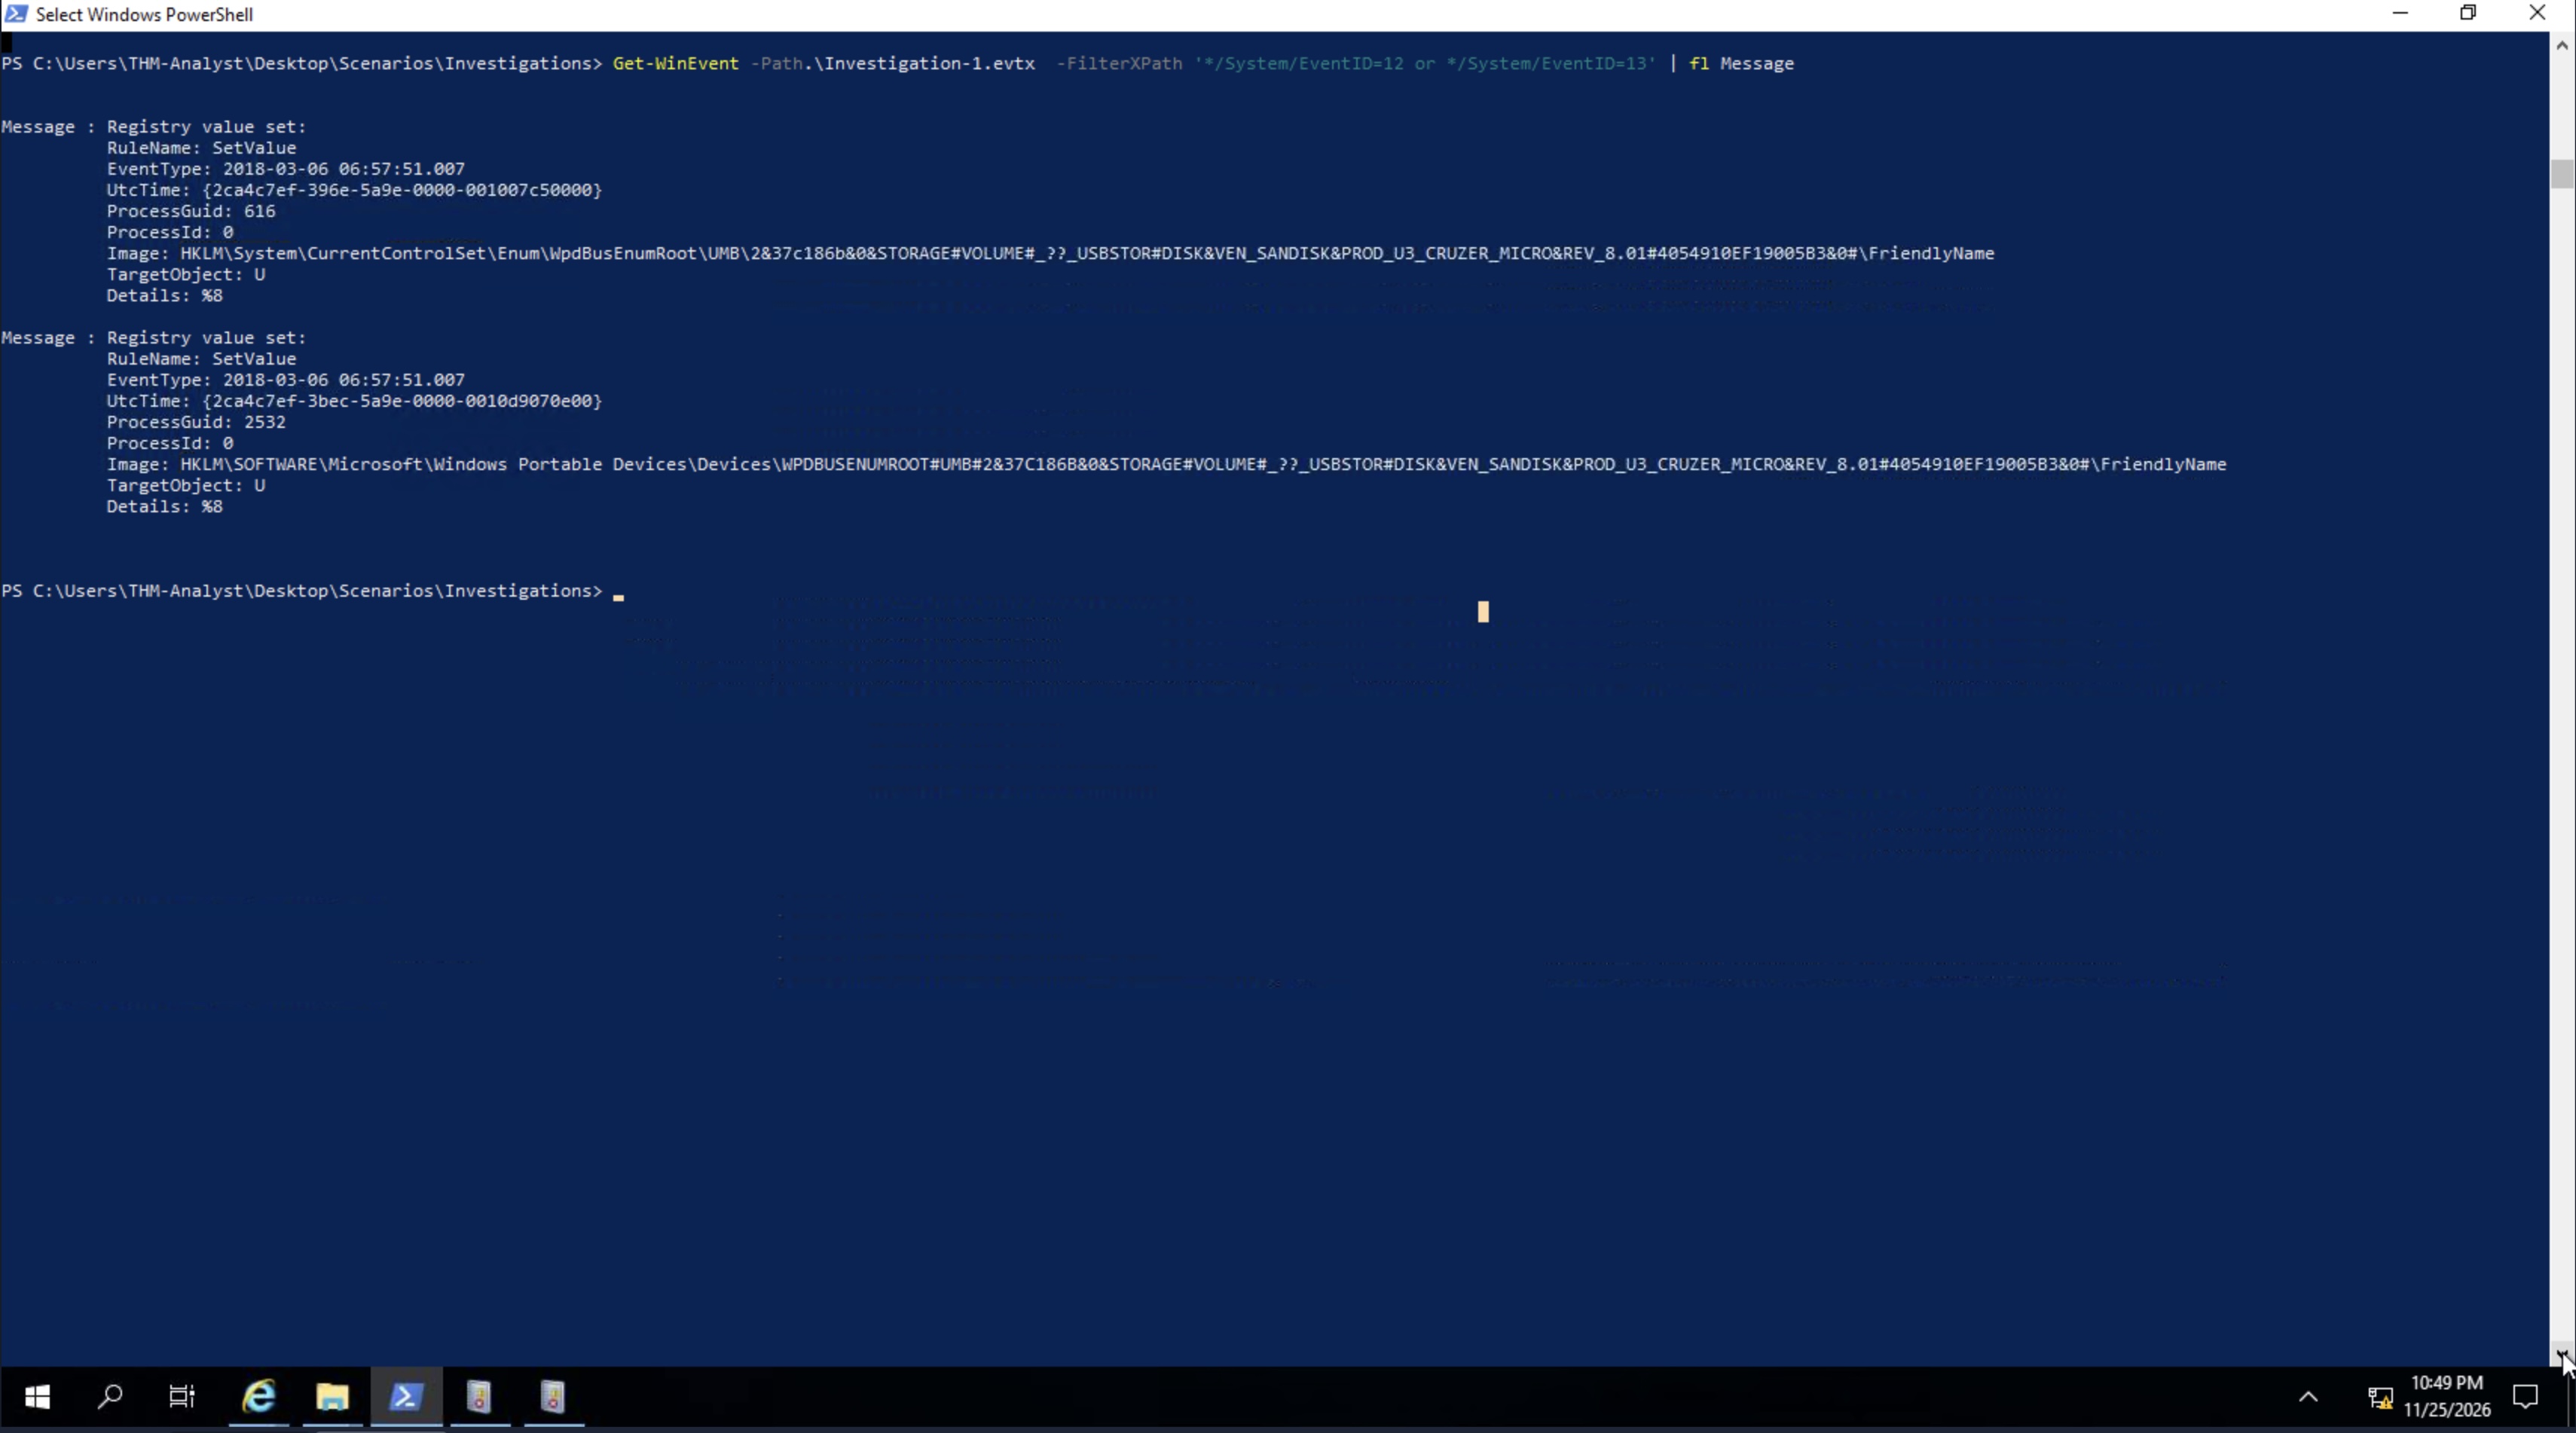 Select Windows PowerShell
PS C:\Users\THM-Analyst\Desktop\Scenarios\Investigations> Get-WinEvent -Path.\Investigation-1.evtx  -FilterXPath '*/System/EventID=12 or */System/EventID=13' | fl Message
Message : Registry value set:
RuleName: SetValue
EventType: 2018-03-06 06:57:51.007
UtcTime: {2ca4c7ef-396e-5a9e-0000-001007c50000}
ProcessGuid: 616
ProcessId: 0
Image: HKLM\System\CurrentControlSet\Enum\WpdBusEnumRoot\UMB\2&37c186b&0&STORAGE#VOLUME#_??_USBSTOR#DISK&VEN_SANDISK&PROD_U3_CRUZER_MICRO&REV_8.01#4054910EF19005B3&0#\FriendlyName
TargetObject: U
Details: %8
Message : Registry value set:
RuleName: SetValue
EventType: 2018-03-06 06:57:51.007
UtcTime: {2ca4c7ef-3bec-5a9e-0000-0010d9070e00}
ProcessGuid: 2532
ProcessId: 0
Image: HKLM\SOFTWARE\Microsoft\Windows Portable Devices\Devices\WPDBUSENUMROOT#UMB#2&37C186B&0&STORAGE#VOLUME#_??_USBSTOR#DISK&VEN_SANDISK&PROD_U3_CRUZER_MICRO&REV_8.01#4054910EF19005B3&0#\FriendlyName
TargetObject: U
Details: %8
PS C:\Users\THM-Analyst\Desktop\Scenarios\Investigations>
10:49 PM
11/25/2026